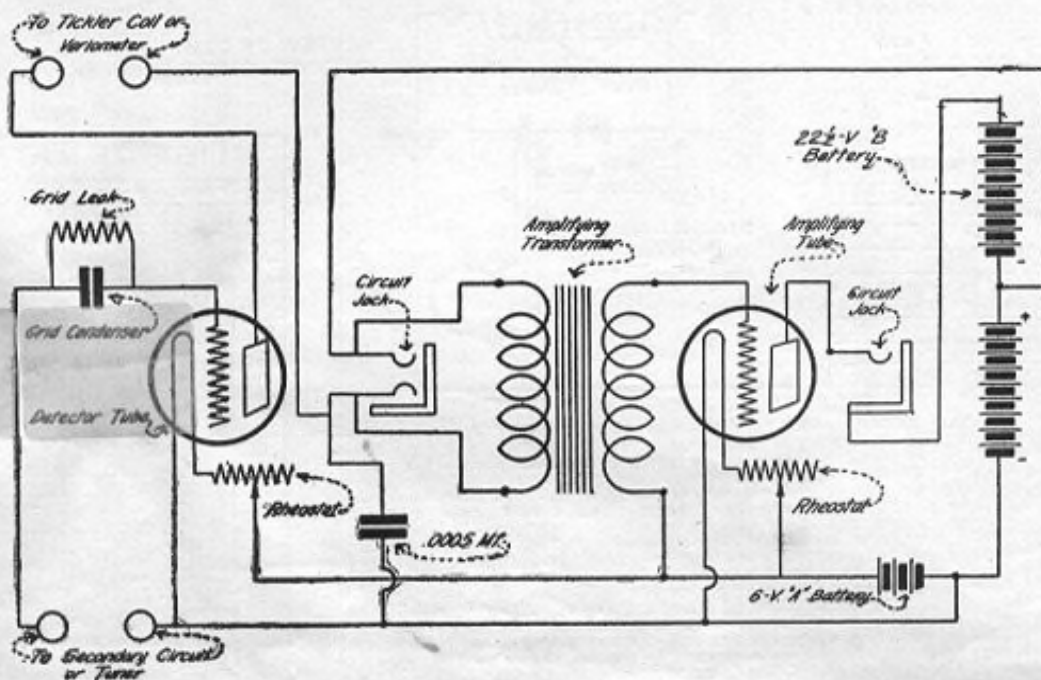 To Tickler Coil or
Variometer
22½-V "B
Battery
Grid Leak
Amplifying
Transformer
Amplifying
Tube
Circuit
Jack
Circuit
Jack
Grid Condenser
-
+
Detector Tube
-
Rheostat
Rheostat
.0005 Mf.
6-V. "A" Battery
To Secondary Circuit
or Tuner